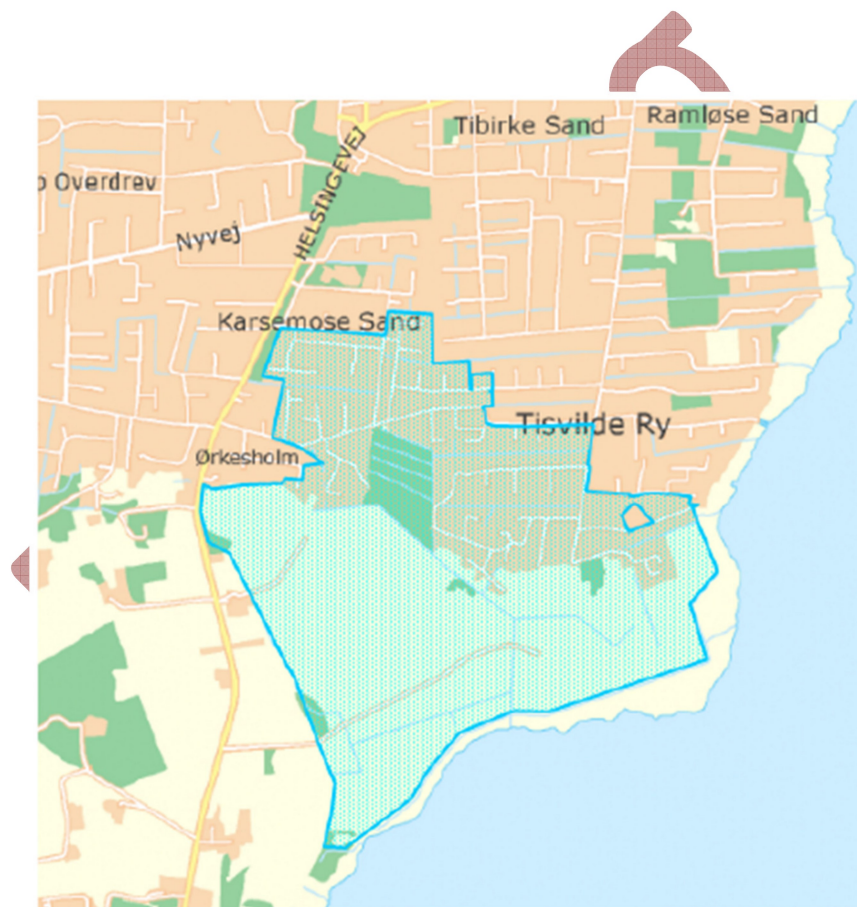 Ramløse Sand
Tibirke Sand
HELSINGEVEJ
Overdrev
Nyvej
Karsemose Sand
Tisvilde Ry
Ørkesholm